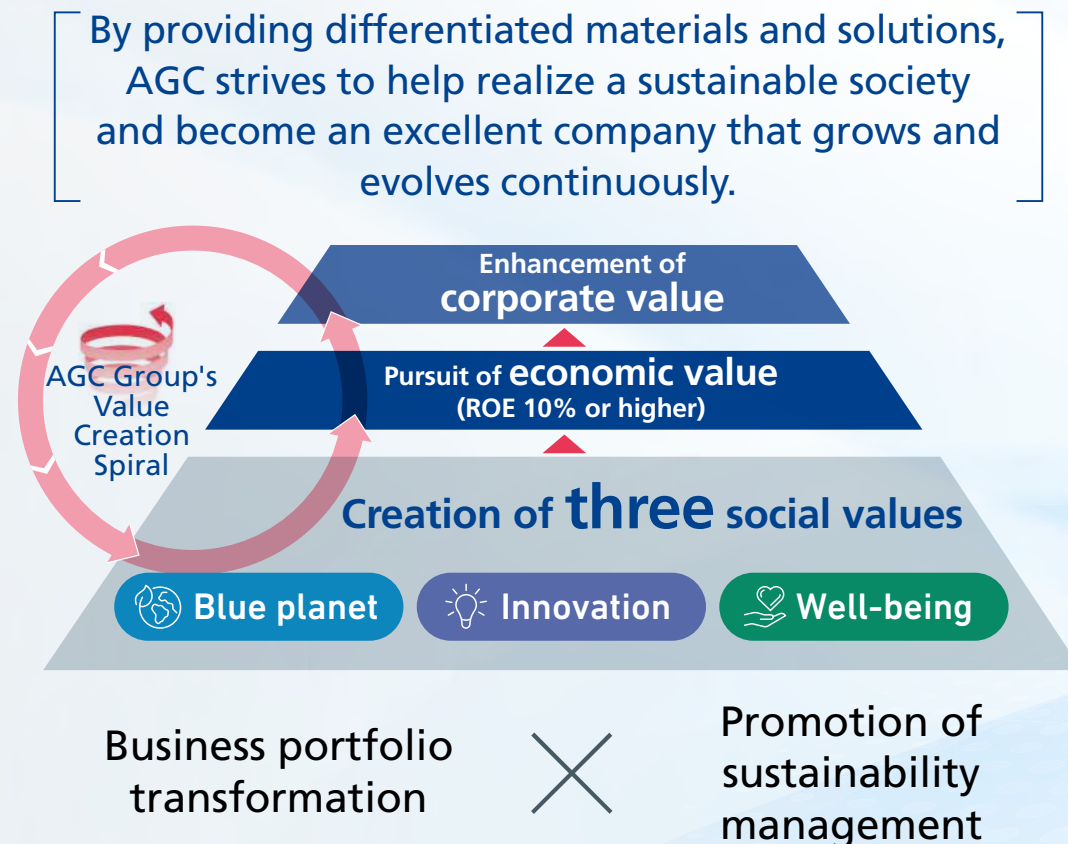 By providing differentiated materials and solutions,
AGC strives to help realize a sustainable society
and become an excellent company that grows and
evolves continuously.
Enhancement of
corporate value
Pursuit of economic value
(ROE 10% or higher)
AGC Group's
Value
Creation
Spiral
Creation of three social values
Blue planet
Innovation
Well-being
Business portfolio
transformation
Promotion of
sustainability
management